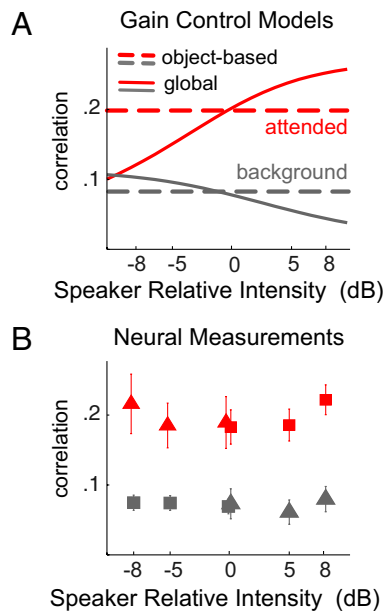 A
Gain Control Models
object-based
global
attended
background
correlation
.2
.1
-8 -5 0 5 8
Speaker Relative Intensity (dB)
B
Neural Measurements
correlation
.2
.1
-8 -5 0 5 8
Speaker Relative Intensity (dB)